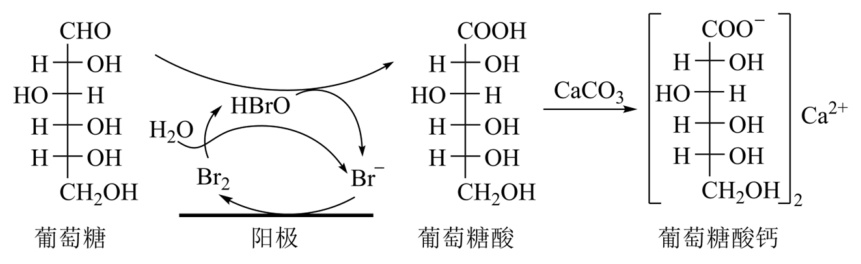 CHO
H OH
HO H
H OH
H OH
CH₂OH
葡萄糖
H₂O
HBrO
Br₂
Br⁻
阳极
COOH
H OH
HO H
H OH
H OH
CH₂OH
葡萄糖酸
CaCO₃
COO⁻
H OH
HO H
H OH
H OH
CH₂OH
2
Ca²⁺
葡萄糖酸钙